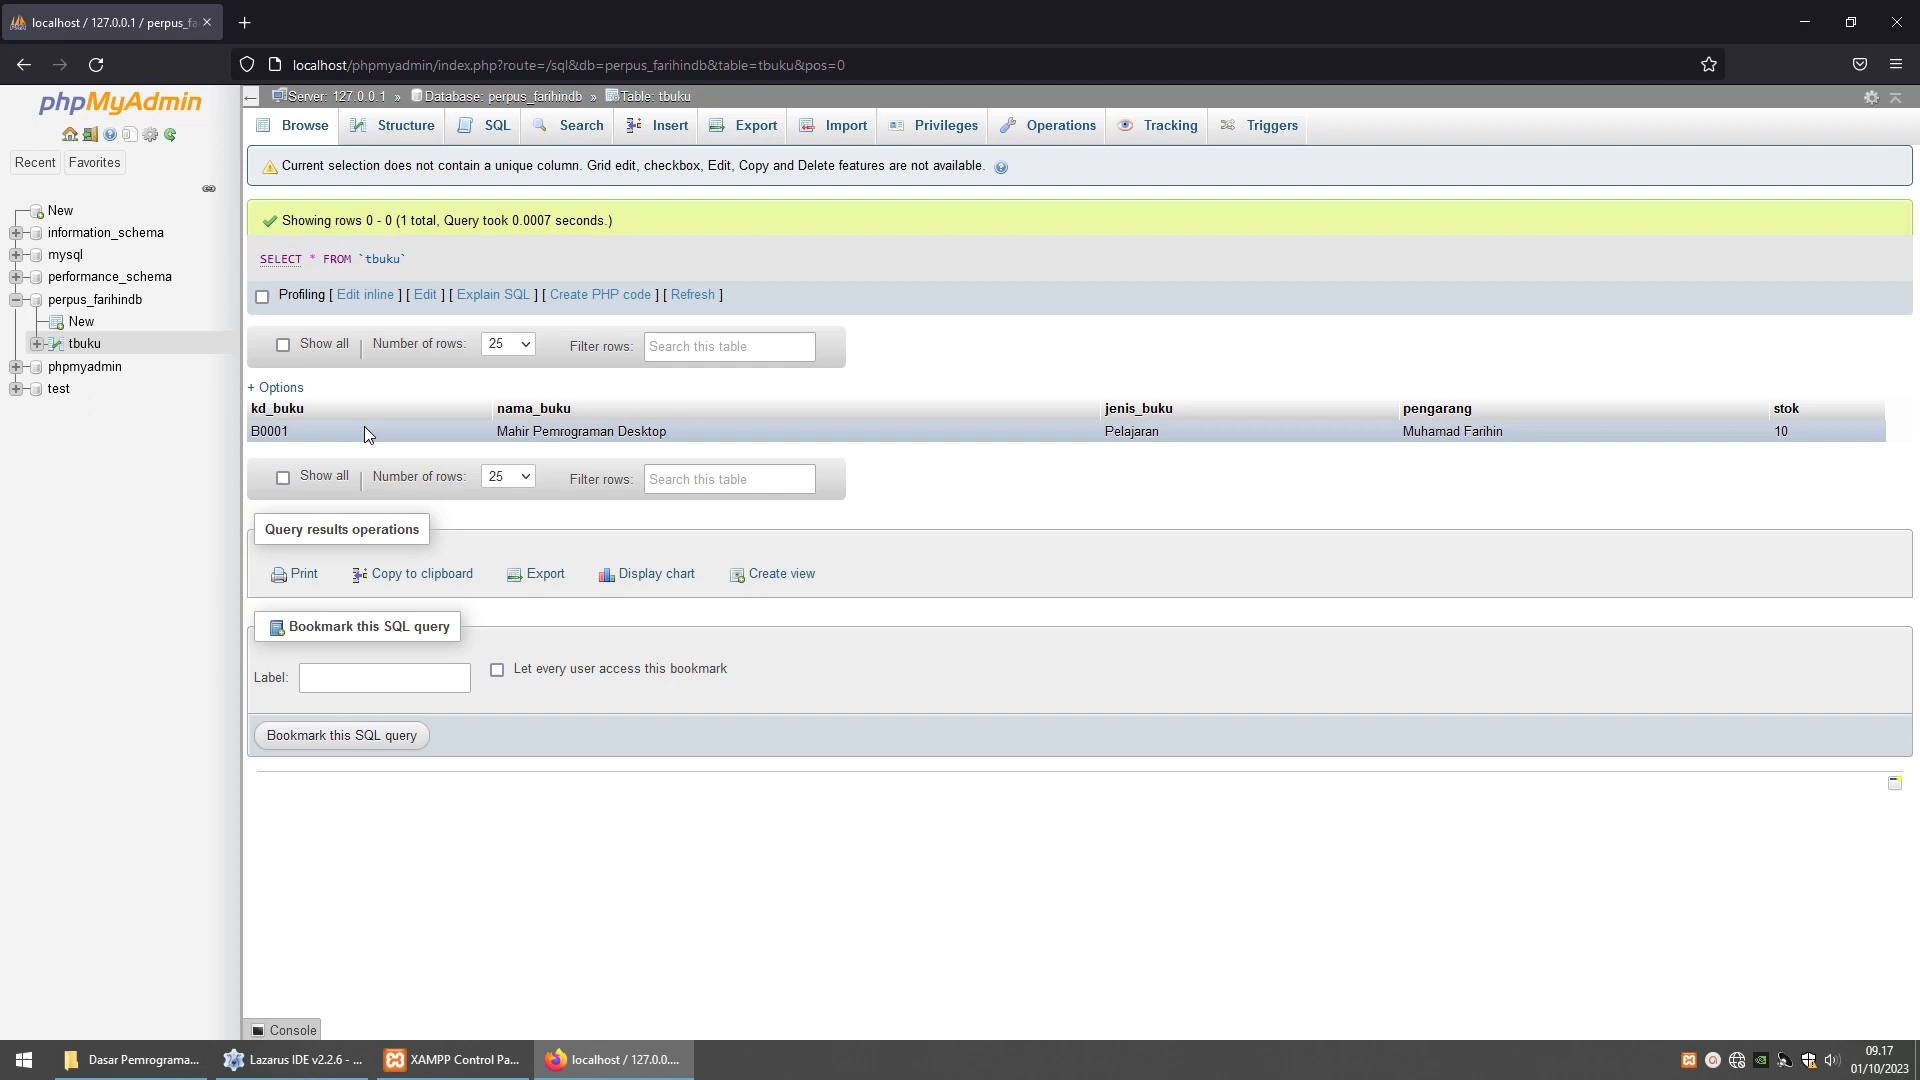 localhost / 127.0.0.1 / perpus_fa
localhost/phpmyadmin/index.php?route=/sql&db=perpus_farihindb&table=tbuku&pos=0
phpMyAdmin
Recent
Favorites
New
information_schema
mysql
performance_schema
perpus_farihindb
New
tbuku
phpmyadmin
test
Server: 127.0.0.1 » Database: perpus_farihindb » Table: tbuku
Browse Structure SQL Search Insert Export Import Privileges Operations Tracking Triggers
Current selection does not contain a unique column. Grid edit, checkbox, Edit, Copy and Delete features are not available.
Showing rows 0 - 0 (1 total, Query took 0.0007 seconds.)
SELECT * FROM `tbuku`
Profiling [ Edit inline ] [ Edit ] [ Explain SQL ] [ Create PHP code ] [ Refresh ]
Show all Number of rows: 25 Filter rows: Search this table
+ Options
kd_buku nama_buku jenis_buku pengarang stok
B0001 Mahir Pemrograman Desktop Pelajaran Muhamad Farihin 10
Show all Number of rows: 25 Filter rows: Search this table
Query results operations
Print Copy to clipboard Export Display chart Create view
Bookmark this SQL query
Label: Let every user access this bookmark
Bookmark this SQL query
Console
Dasar Pemrograma... Lazarus IDE v2.2.6 - ... XAMPP Control Pa... localhost / 127.0.0....
09.17
01/10/2023